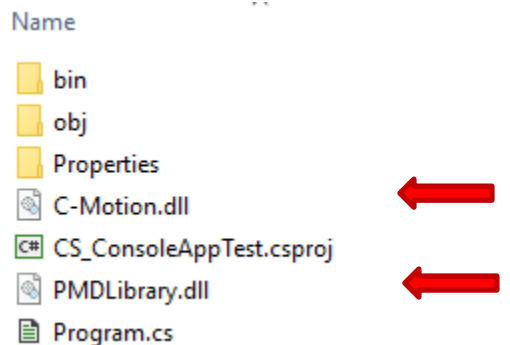 Name
bin
obj
Properties
C-Motion.dll
C# CS_ConsoleAppTest.csproj
PMDLibrary.dll
Program.cs